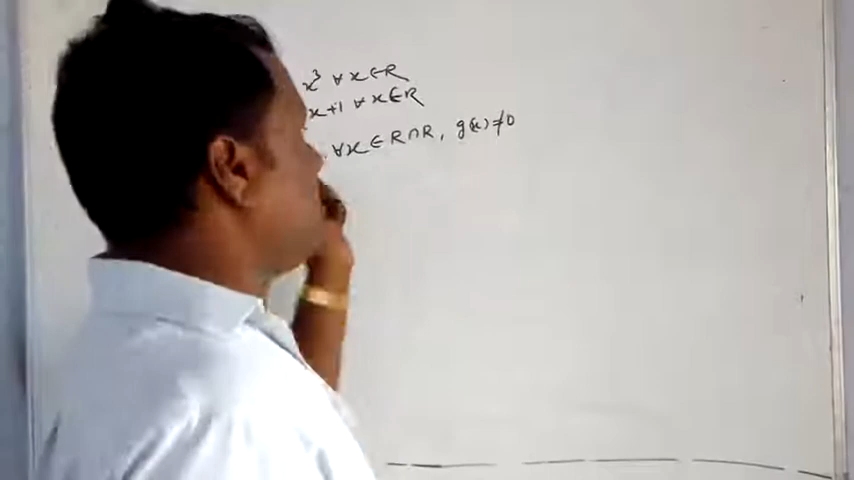 x³ ∀ x ∈ R
x+1 ∀ x ∈ R
∀x ∈ R ∩ R, g(x) ≠ 0